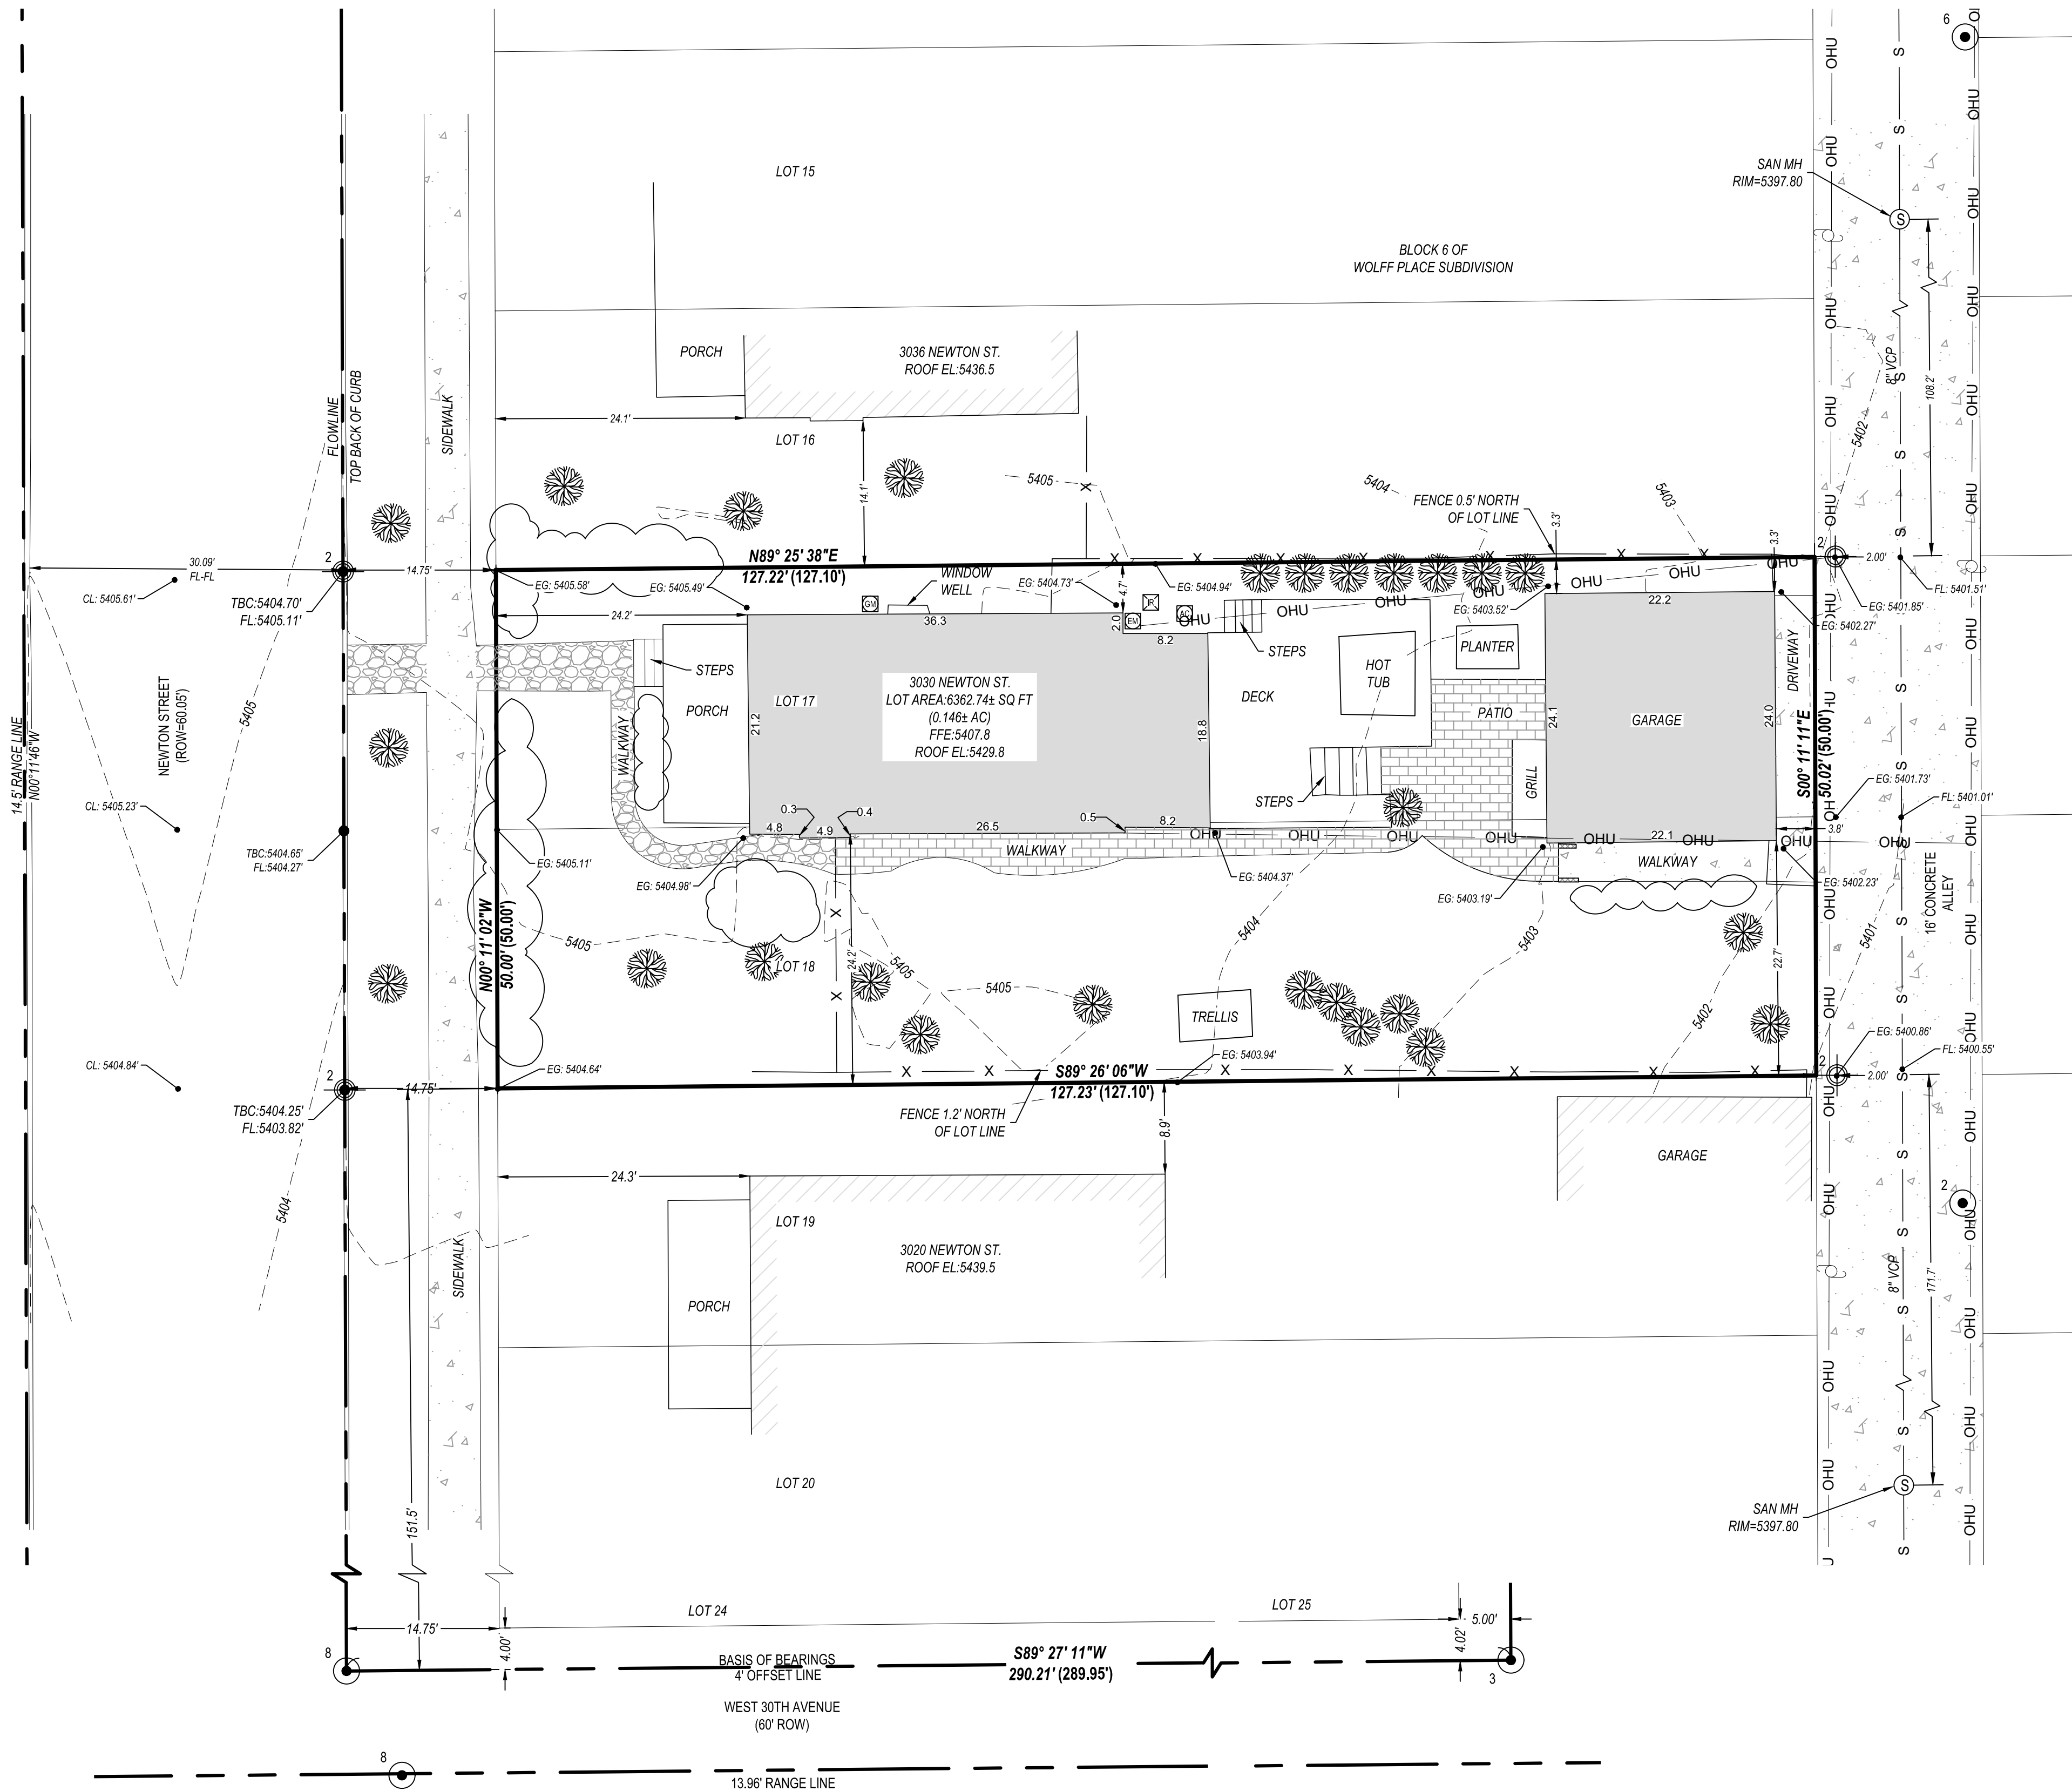 6
OHU
S
SAN MH
RIM=5397.80
S
LOT 15
BLOCK 6 OF
WOLFF PLACE SUBDIVISION
8" VCP
108.2'
5402
PORCH
3036 NEWTON ST.
ROOF EL:5436.5
24.1'
LOT 16
14.1'
FLOWLINE
TOP BACK OF CURB
SIDEWALK
5405
5404
5403
FENCE 0.5' NORTH
OF LOT LINE
3.3'
3.3'
N89° 25' 38"E
127.22' (127.10')
30.09'
FL-FL
2
14.75'
CL: 5405.61'
TBC:5404.70'
FL:5405.11'
EG: 5405.58'
EG: 5405.49'
WINDOW
WELL
EG: 5404.73'
4.7'
EG: 5404.94'
2
2.00'
FL: 5401.51'
EG: 5401.85'
EG: 5402.27'
EG: 5403.52'
GM
EM
AC
24.2'
36.3
2.0
8.2
22.2
STEPS
STEPS
HOT
TUB
PLANTER
DECK
PORCH
LOT 17
3030 NEWTON ST.
LOT AREA:6362.74± SQ FT
(0.146± AC)
FFE:5407.8
ROOF EL:5429.8
21.2
18.8
PATIO
24.1
GARAGE
24.0
DRIVEWAY
S00° 11' 11"E
50.02' (50.00')
NEWTON STREET
(ROW=60.05')
5405
14.5' RANGE LINE
N00°11'46"W
WALKWAY
GRILL
STEPS
EG: 5401.73'
FL: 5401.01'
3.8'
CL: 5405.23'
0.3
0.4
4.8
4.9
26.5
0.5
8.2
22.1
OHU
WALKWAY
WALKWAY
TBC:5404.65'
FL:5404.27'
EG: 5405.11'
EG: 5404.98'
EG: 5404.37'
EG: 5403.19'
EG: 5402.23'
16' CONCRETE
ALLEY
N00° 11' 02"W
50.00' (50.00')
5405
LOT 18
24.2'
5405
5405
5404
5403
5402
5401
22.7'
X
TRELLIS
EG: 5400.86'
FL: 5400.55'
CL: 5404.84'
2
14.75'
EG: 5404.64'
EG: 5403.94'
2
2.00'
S89° 26' 06"W
127.23' (127.10')
TBC:5404.25'
FL:5403.82'
FENCE 1.2' NORTH
OF LOT LINE
8.9'
GARAGE
24.3'
5404
SIDEWALK
LOT 19
3020 NEWTON ST.
ROOF EL:5439.5
PORCH
2
8" VCP
171.7'
LOT 20
SAN MH
RIM=5397.80
S
151.5'
LOT 24
LOT 25
14.75'
4.00'
5.00'
4.02'
8
BASIS OF BEARINGS
4' OFFSET LINE
S89° 27' 11"W
290.21' (289.95')
3
WEST 30TH AVENUE
(60' ROW)
8
13.96' RANGE LINE